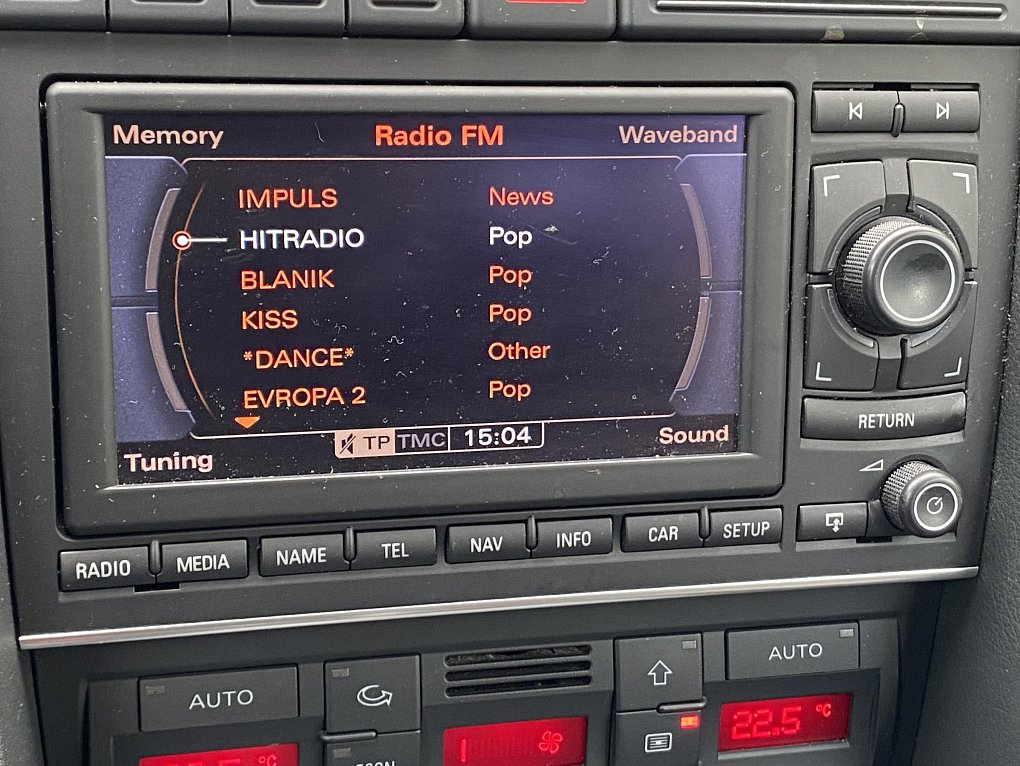 Memory Radio FM Waveband
IMPULS News
HITRADIO Pop
BLANIK Pop
KISS Pop
*DANCE* Other
EVROPA 2 Pop
TP TMC 15:04
Tuning Sound
RETURN
RADIO MEDIA NAME TEL NAV INFO CAR SETUP
AUTO AUTO
22.5 °C
°C